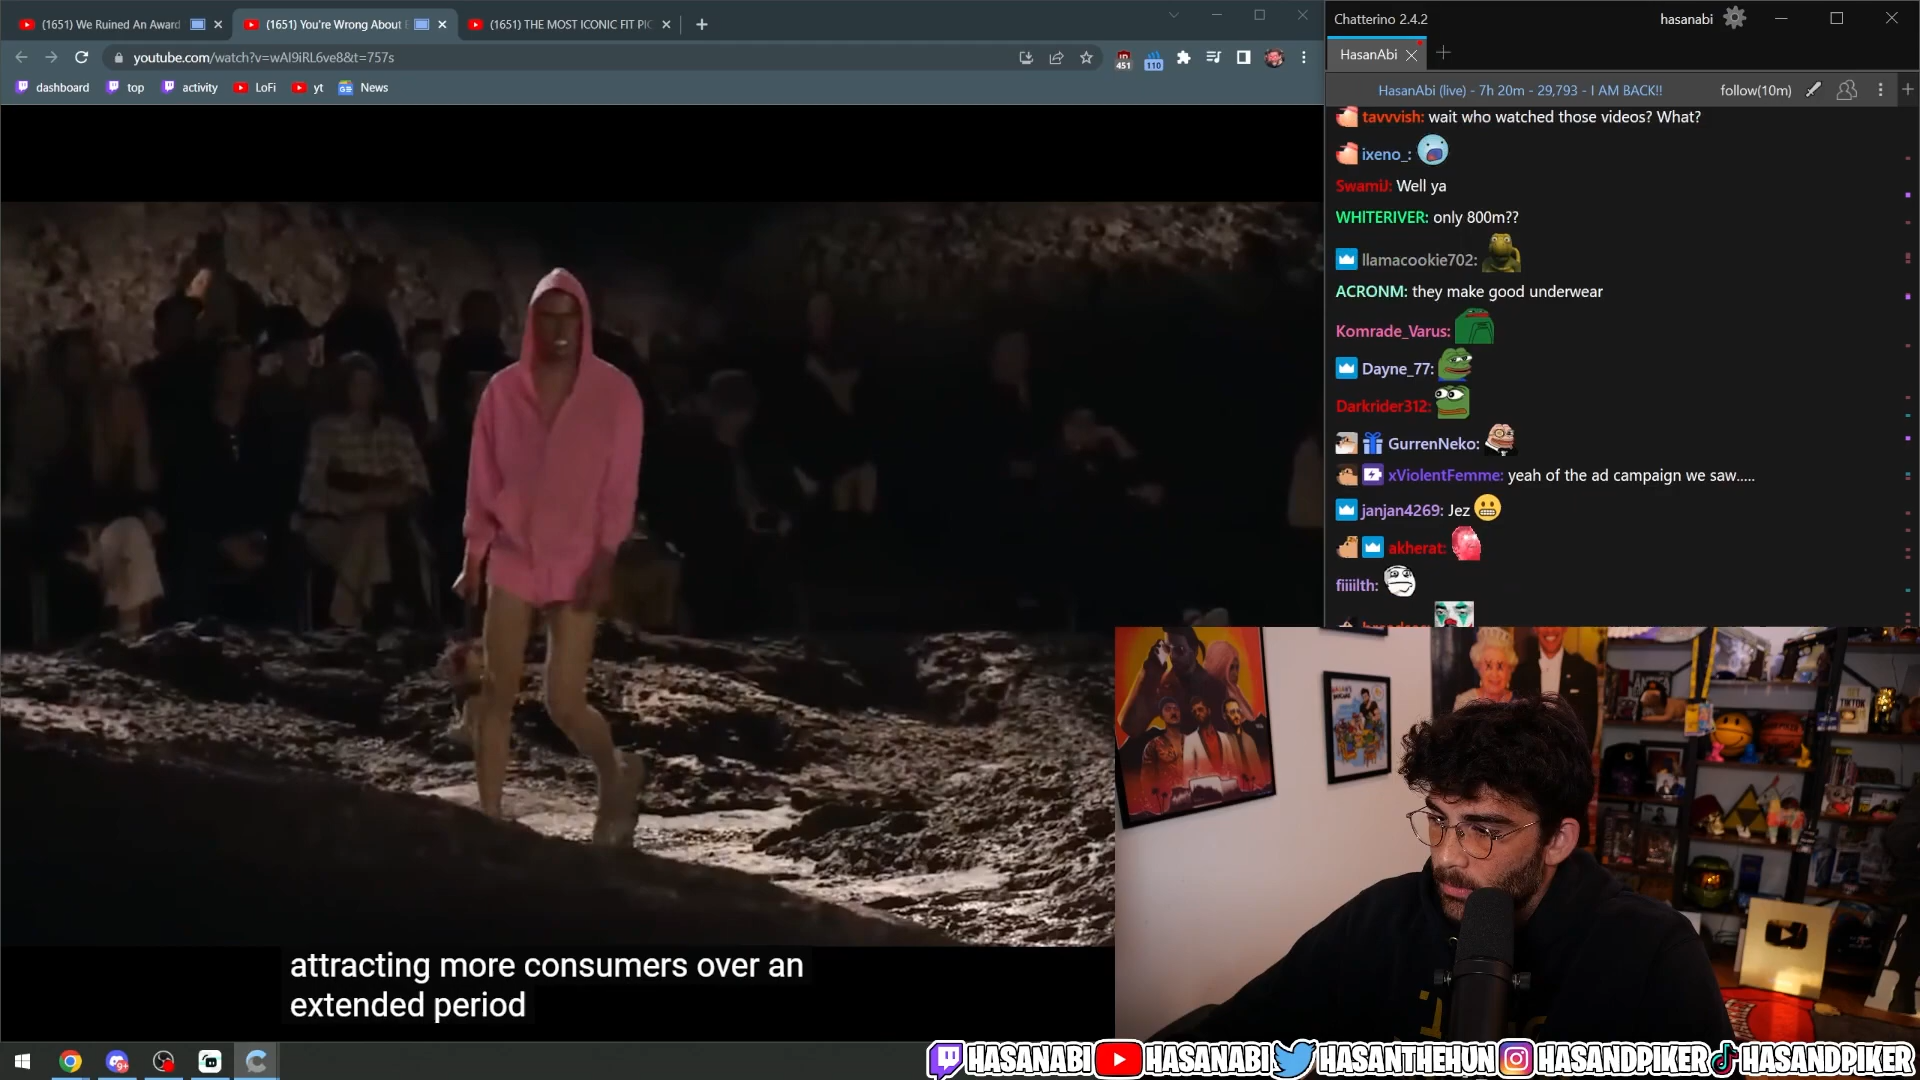 (1651) We Ruined An Award
(1651) You're Wrong About
(1651) THE MOST ICONIC FIT PIC
youtube.com/watch?v=wAI9iRL6ve8&t=757s
451
110
dashboard
top
activity
LoFi
yt
News
Chatterino 2.4.2
hasanabi
HasanAbi
HasanAbi (live) - 7h 20m - 29,793 - I AM BACK!!
follow(10m)
tavvvish: wait who watched those videos? What?
ixeno_:
SwamiJ: Well ya
WHITERIVER: only 800m??
llamacookie702:
ACRONM: they make good underwear
Komrade_Varus:
Dayne_77:
Darkrider312:
GurrenNeko:
xViolentFemme: yeah of the ad campaign we saw.....
janjan4269: Jez
akherat:
fiiiilth:
TIKTOK
attracting more consumers over an
extended period
HASANABI HASANABI HASANTHEHUN HASANDPIKER HASANDPIKER